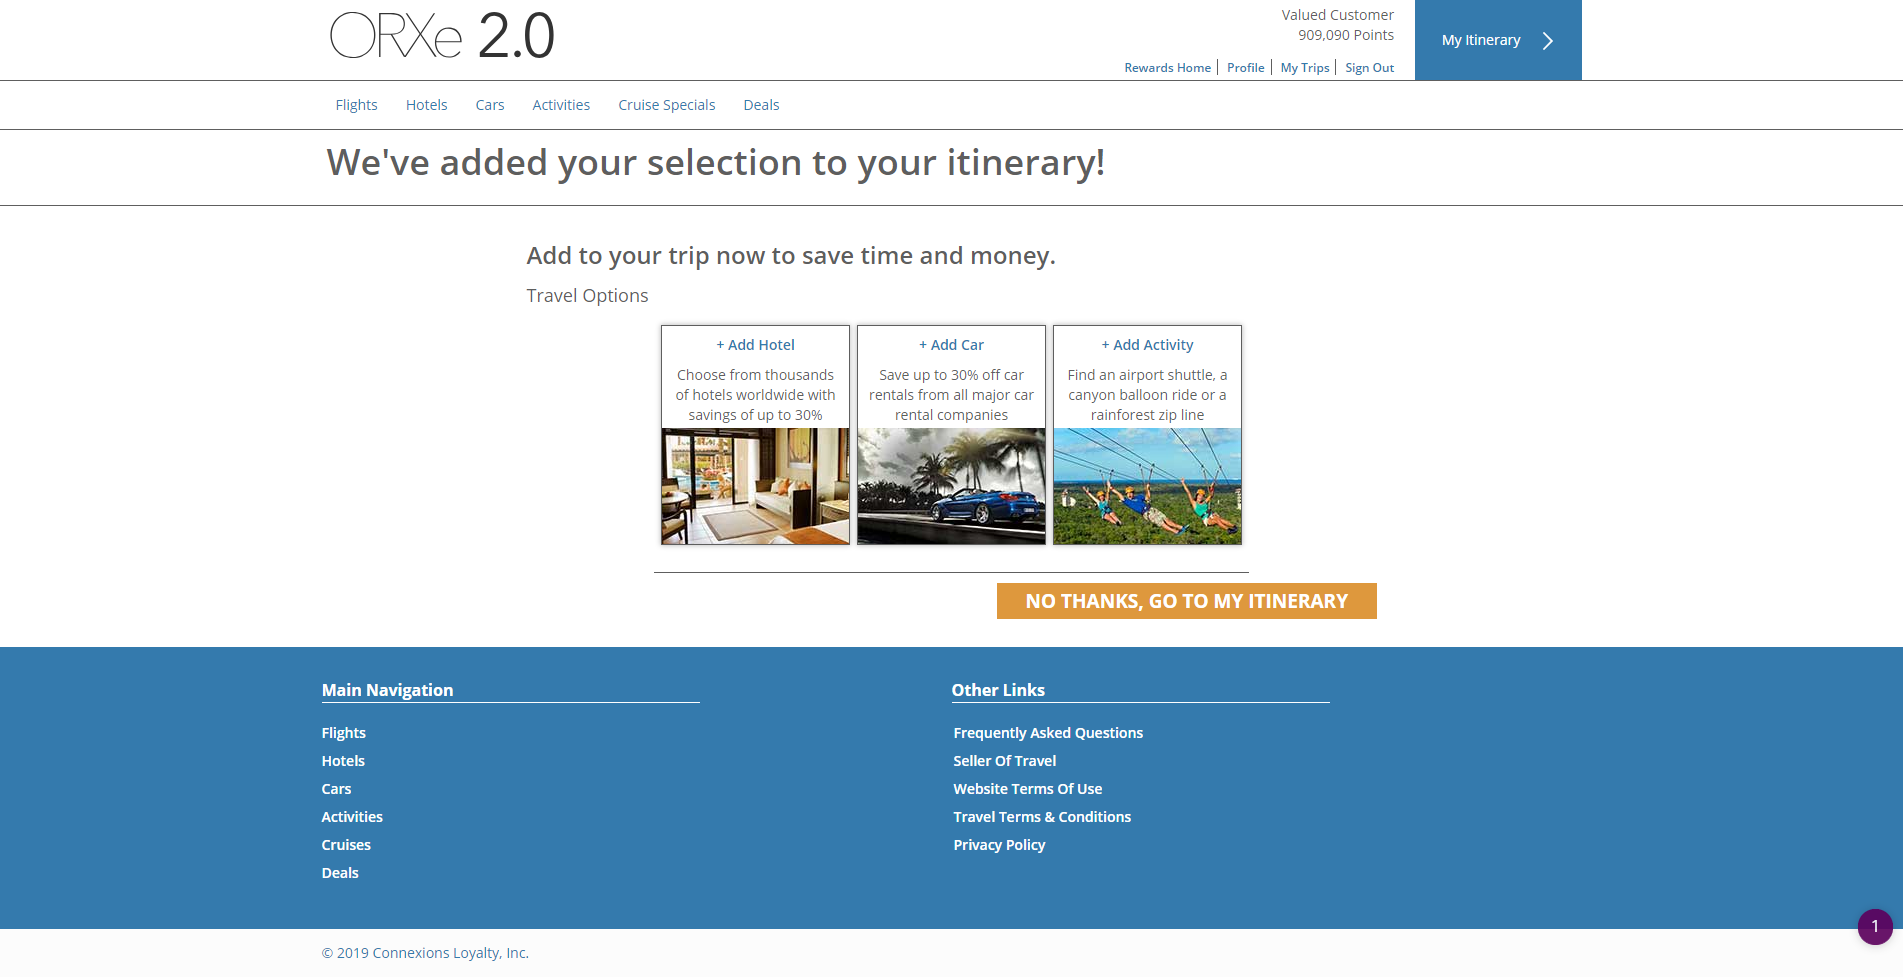 ORXe 2.0
Valued Customer
909,090 Points
Rewards Home
Profile
My Trips
Sign Out
My Itinerary
Flights
Hotels
Cars
Activities
Cruise Specials
Deals
We've added your selection to your itinerary!
Add to your trip now to save time and money.
Travel Options
+ Add Hotel
Choose from thousands
of hotels worldwide with
savings of up to 30%
+ Add Car
Save up to 30% off car
rentals from all major car
rental companies
+ Add Activity
Find an airport shuttle, a
canyon balloon ride or a
rainforest zip line
NO THANKS, GO TO MY ITINERARY
Main Navigation
Flights
Hotels
Cars
Activities
Cruises
Deals
Other Links
Frequently Asked Questions
Seller Of Travel
Website Terms Of Use
Travel Terms & Conditions
Privacy Policy
1
© 2019 Connexions Loyalty, Inc.